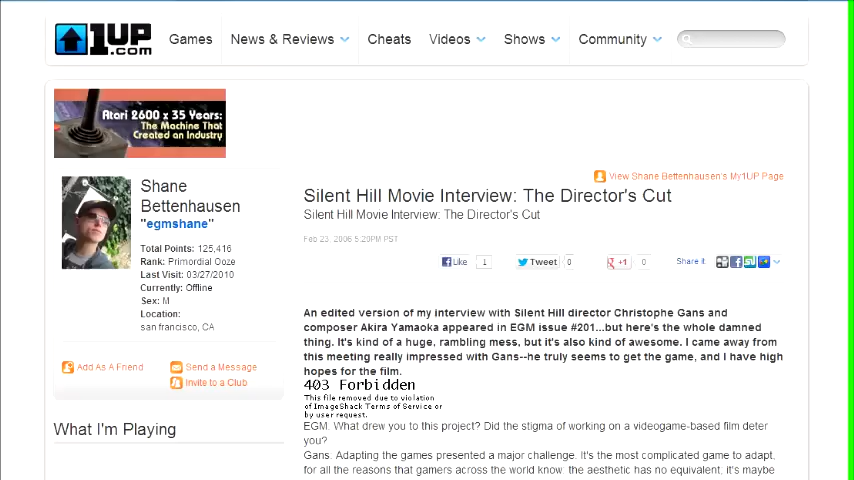 1UP
.COM
Games
News & Reviews
Cheats
Videos
Shows
Community
Atari 2600 x 35 Years:
The Machine That
Created an Industry
Shane
Bettenhausen
"egmshane"
Total Points: 125,416
Rank: Primordial Ooze
Last Visit: 03/27/2010
Currently: Offline
Sex: M
Location:
san francisco, CA
Add As A Friend
Send a Message
Invite to a Club
What I'm Playing
View Shane Bettenhausen's My1UP Page
Silent Hill Movie Interview: The Director's Cut
Silent Hill Movie Interview: The Director's Cut
Feb 23, 2006 5:20PM PST
Like 1
Tweet 0
+1 0
Share it
An edited version of my interview with Silent Hill director Christophe Gans and
composer Akira Yamaoka appeared in EGM issue #201...but here's the whole damned
thing. It's kind of a huge, rambling mess, but it's also kind of awesome. I came away from
this meeting really impressed with Gans--he truly seems to get the game, and I have high
hopes for the film.
403 Forbidden
This file removed due to violation
of ImageShack Terms of Service or
by user request.
EGM: What drew you to this project? Did the stigma of working on a videogame-based film deter
you?
Gans: Adapting the games presented a major challenge. It's the most complicated game to adapt,
for all the reasons that gamers across the world know: the aesthetic has no equivalent, it's maybe